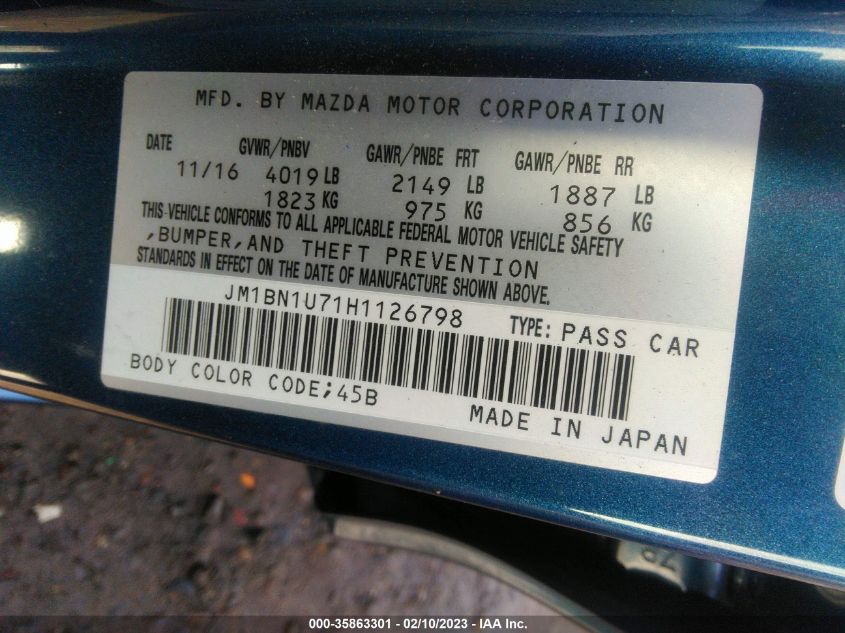 MFD. BY MAZDA MOTOR CORPORATION
DATE GVWR/PNBV GAWR/PNBE FRT GAWR/PNBE RR
11/16 4019 LB 2149 LB 1887 LB
1823 KG 975 KG 856 KG
THIS VEHICLE CONFORMS TO ALL APPLICABLE FEDERAL MOTOR VEHICLE SAFETY
,BUMPER,AND THEFT PREVENTION
STANDARDS IN EFFECT ON THE DATE OF MANUFACTURE SHOWN ABOVE.
JM1BN1U71H1126798 TYPE: PASS CAR
BODY COLOR CODE;45B
MADE IN JAPAN
000-35863301 - 02/10/2023 - IAA Inc.